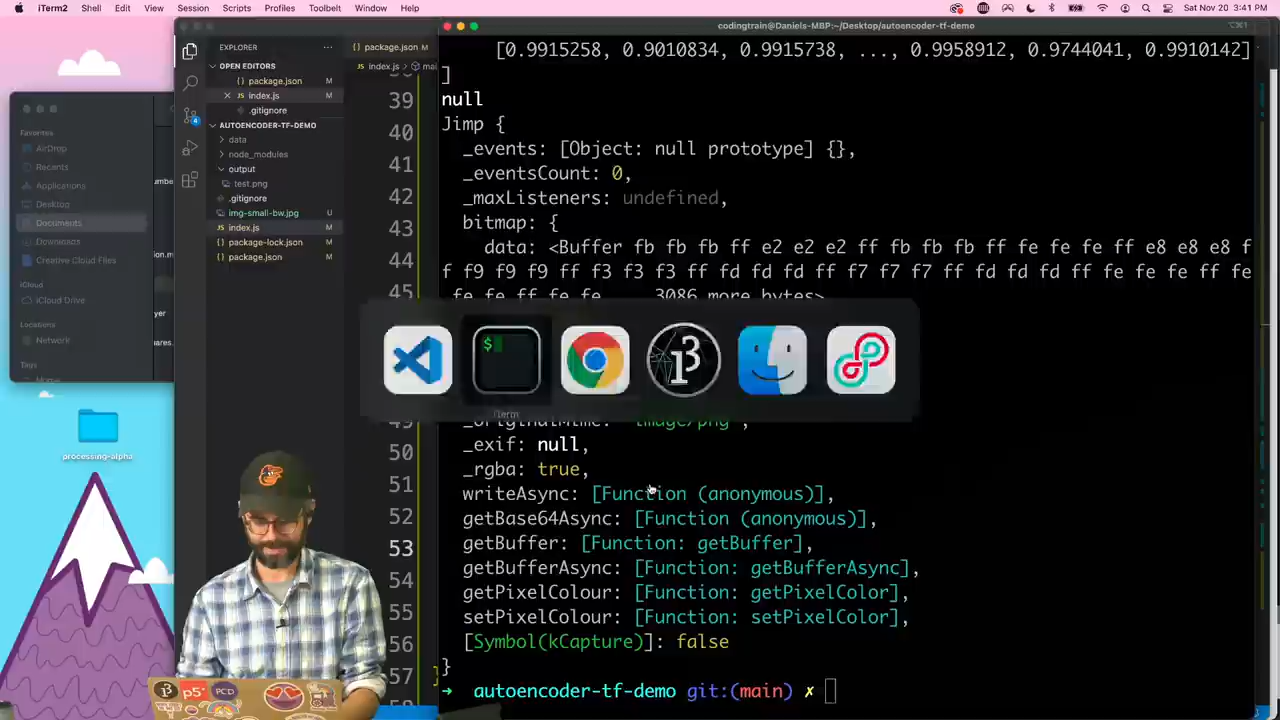 iTerm2 Shell Edit View Session Scripts Profiles Toolbelt Window Help
Sat Nov 20 3:41 PM
codingtrain@Daniels-MBP:~/Desktop/autoencoder-tf-demo
⌥⌘1
EXPLORER
OPEN EDITORS
package.json M
index.js M
.gitignore
AUTOENCODER-TF-DEMO
data
node_modules
output
test.png
.gitignore
img-small-bw.jpg U
index.js M
package-lock.json M
package.json M
package.json M
JS index.js
Favorites
AirDrop
Recents
Applications
Desktop
Documents
Downloads
Creative Cloud Files
iCloud
iCloud Drive
Locations
Network
Tags
processing-alpha
39
40
41
42
43
44
45
50
51
52
53
54
55
56
57
[0.9915258, 0.9010834, 0.9915738, ..., 0.9958912, 0.9744041, 0.9910142]
]
null
Jimp {
_events: [Object: null prototype] {},
_eventsCount: 0,
_maxListeners: undefined,
bitmap: {
data: <Buffer fb fb fb ff e2 e2 e2 ff fb fb fb ff fe fe fe ff e8 e8 e8 f
f f9 f9 f9 ff f3 f3 f3 ff fd fd fd ff f7 f7 f7 ff fd fd fd ff fe fe fe ff fe
fe fe ff fe fe ... 3086 more bytes>
iTerm
_originalMime: 'image/png',
_exif: null,
_rgba: true,
writeAsync: [Function (anonymous)],
getBase64Async: [Function (anonymous)],
getBuffer: [Function: getBuffer],
getBufferAsync: [Function: getBufferAsync],
getPixelColour: [Function: getPixelColor],
setPixelColour: [Function: setPixelColor],
[Symbol(kCapture)]: false
}
➜ autoencoder-tf-demo git:(main) ✗
p5*
PCD